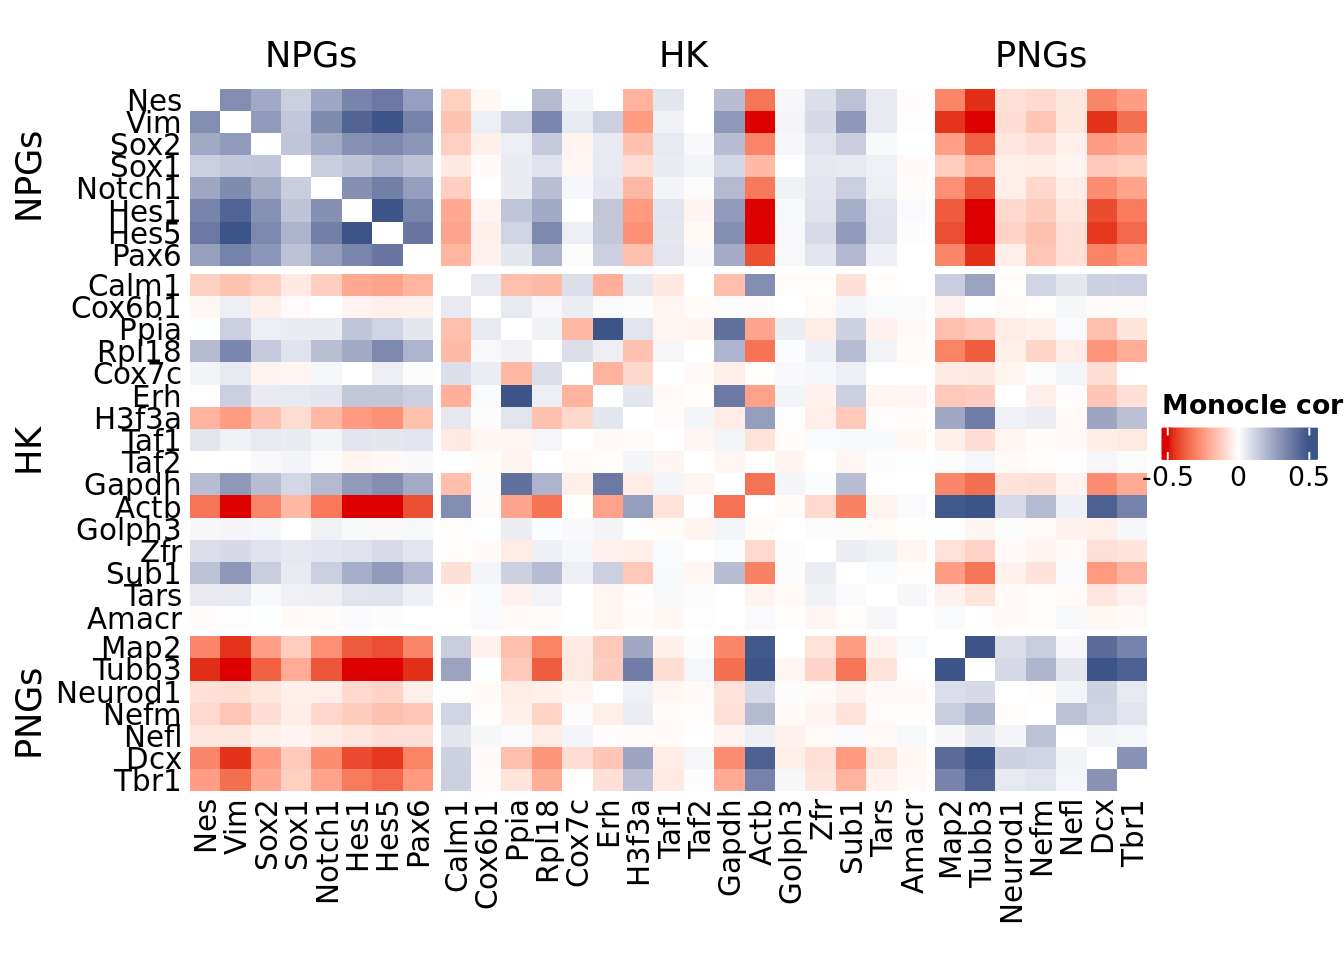 NPGs HK PNGs
NPGs
HK
PNGs
Nes
Vim
Sox2
Sox1
Notch1
Hes1
Hes5
Pax6
Calm1
Cox6b1
Ppia
Rpl18
Cox7c
Erh
H3f3a
Taf1
Taf2
Gapdh
Actb
Golph3
Zfr
Sub1
Tars
Amacr
Map2
Tubb3
Neurod1
Nefm
Nefl
Dcx
Tbr1
Nes Vim Sox2 Sox1 Notch1 Hes1 Hes5 Pax6 Calm1 Cox6b1 Ppia Rpl18 Cox7c Erh H3f3a Taf1 Taf2 Gapdh Actb Golph3 Zfr Sub1 Tars Amacr Map2 Tubb3 Neurod1 Nefm Nefl Dcx Tbr1
Monocle cor
-0.5 0 0.5